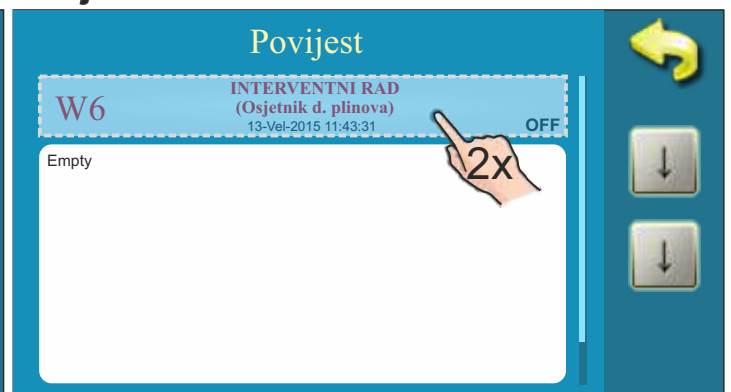 Povijest
W6
INTERVENTNI RAD
(Osjetnik d. plinova)
13-Vel-2015 11:43:31
OFF
2x
Empty
↓
↓